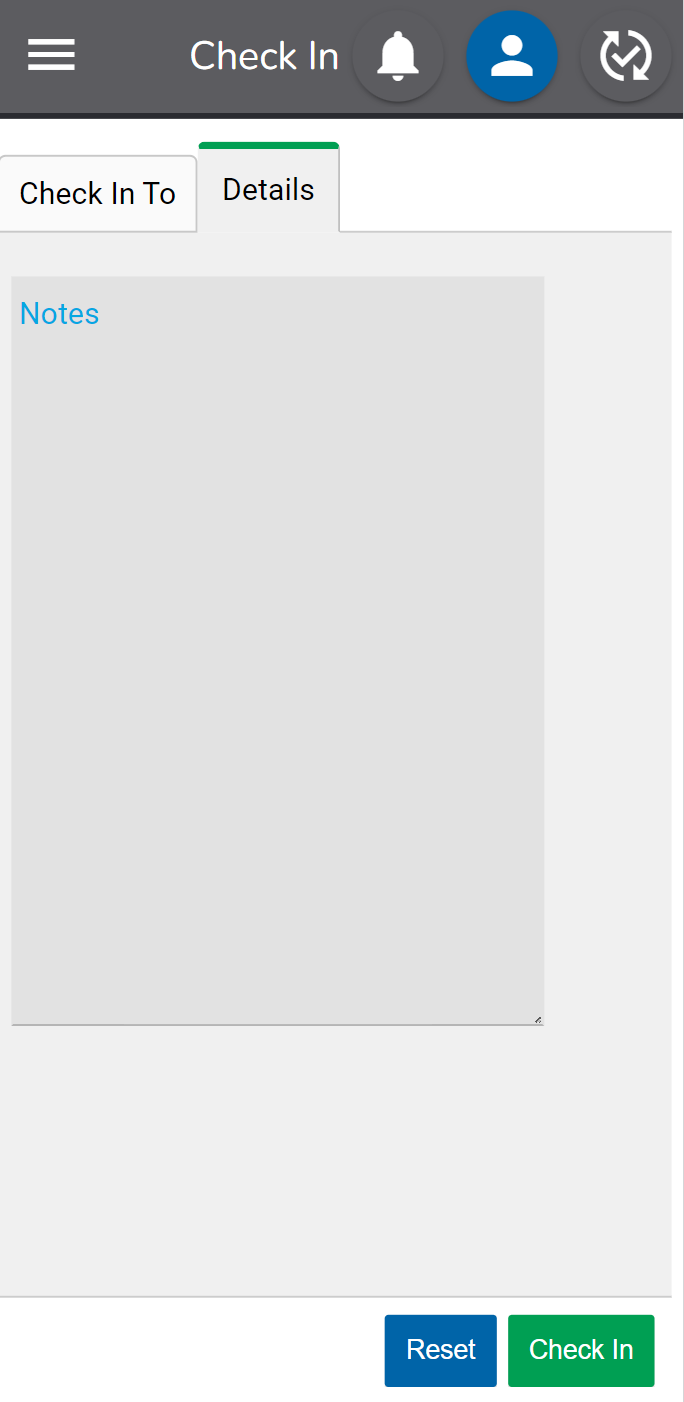 Check In
Check In To
Details
Notes
Reset
Check In